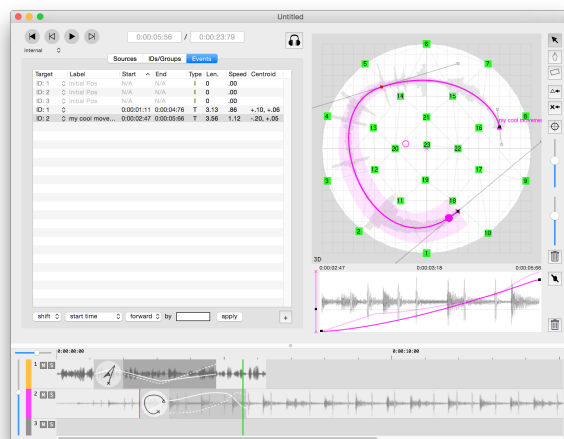 Untitled
0:00:05:56 / 0:00:23:79
internal
Sources IDs/Groups Events
Target Label Start End Type Len. Speed Centroid
ID: 1 Initial Pos N/A N/A I 0 .00
ID: 2 Initial Pos N/A N/A I 0 .00
ID: 3 Initial Pos N/A N/A I 0 .00
ID: 1 0:00:01:11 0:00:04:76 T 3.13 .86 +.10, +.06
ID: 2 my cool move... 0:00:02:47 0:00:05:66 T 3.56 1.12 -.20, +.05
shift start time forward by apply +
6
5 7
14 15
4 13 21 16 8
my cool moveme
20 23 22
3 12 19 17 9
11 18
2 10
1
3D
0:00:02:47 0:00:03:18 0:00:05:66
0:00:00:00 0:00:10:00
1 M S
2 M S
3 M S